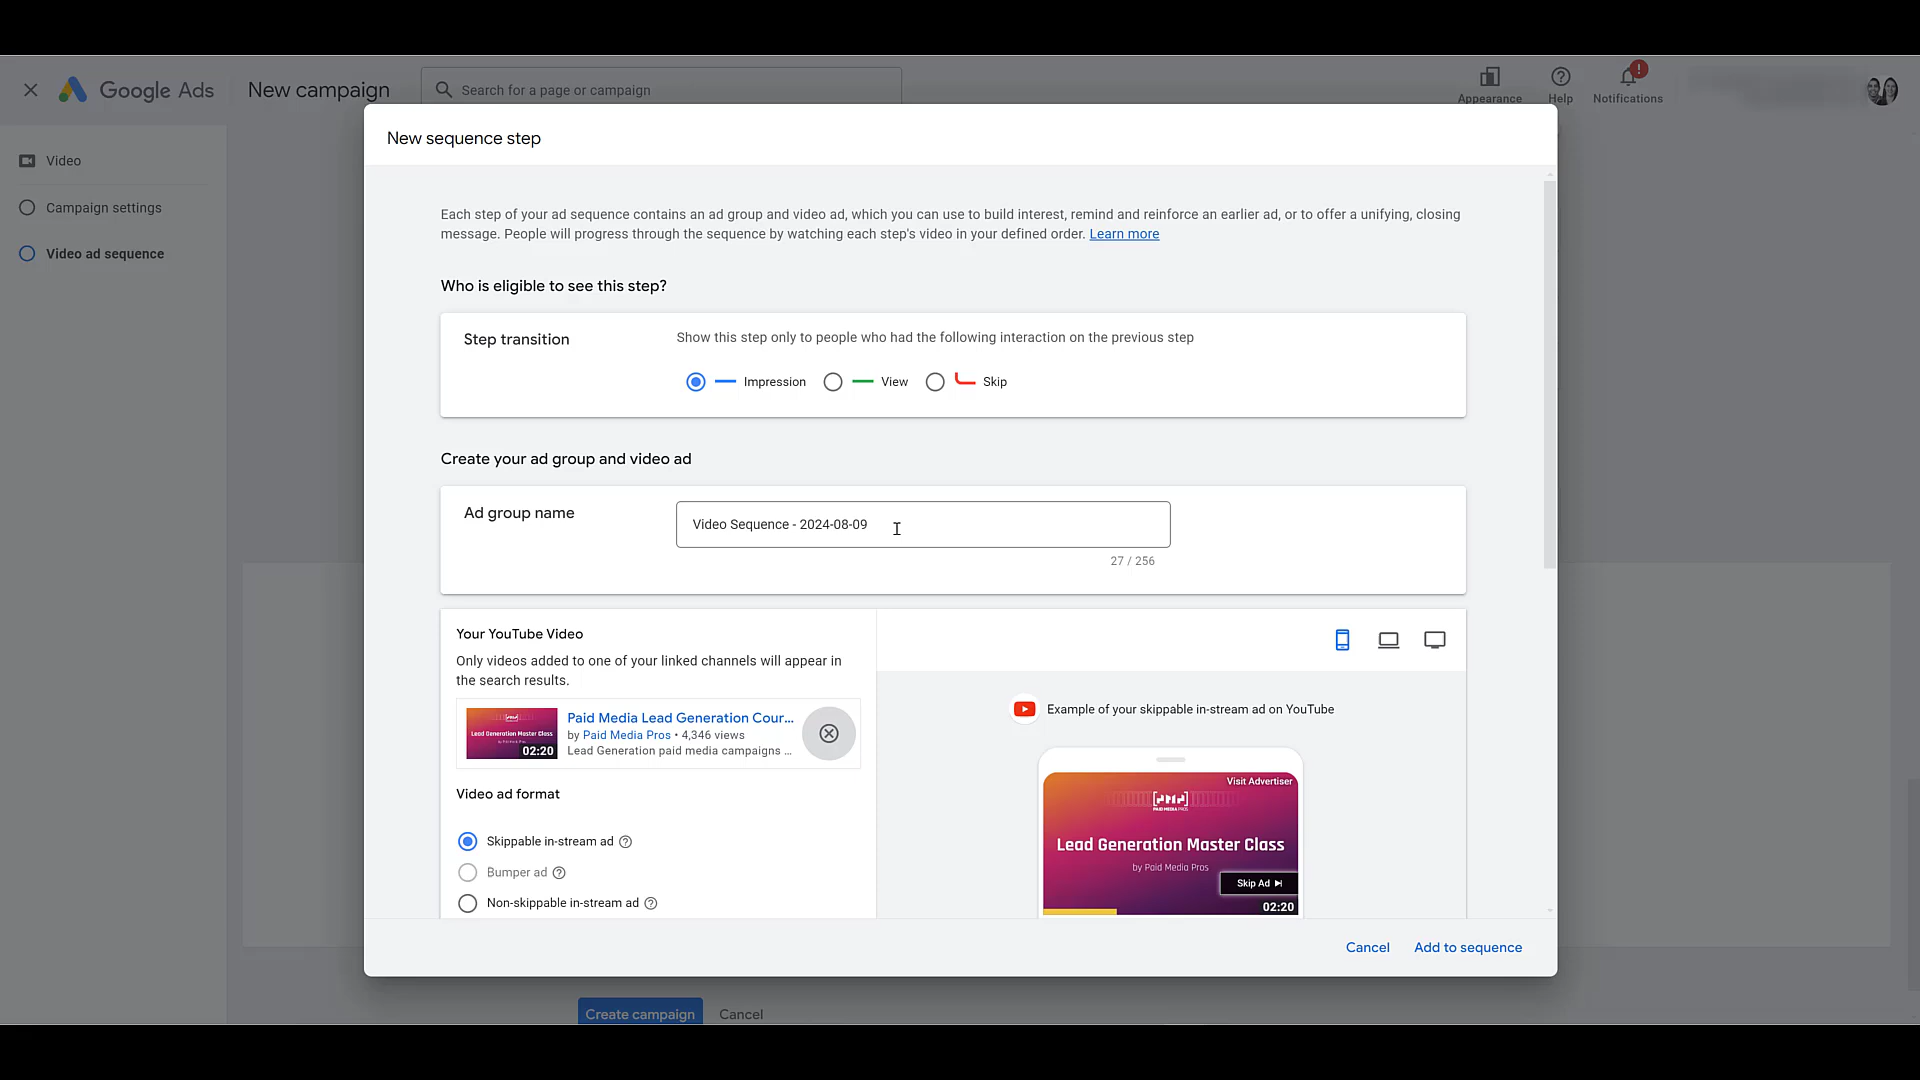 Google Ads
New campaign
Search for a page or campaign
Appearance
Help
!
Notifications
Video
Campaign settings
Video ad sequence
New sequence step
Each step of your ad sequence contains an ad group and video ad, which you can use to build interest, remind and reinforce an earlier ad, or to offer a unifying, closing
message. People will progress through the sequence by watching each step's video in your defined order. Learn more
Who is eligible to see this step?
Step transition
Show this step only to people who had the following interaction on the previous step
Impression
View
Skip
Create your ad group and video ad
Ad group name
Video Sequence - 2024-08-09
27 / 256
Your YouTube Video
Only videos added to one of your linked channels will appear in
the search results.
Lead Generation Master Class
02:20
Paid Media Lead Generation Cour...
by Paid Media Pros • 4,346 views
Lead Generation paid media campaigns ...
Video ad format
Skippable in-stream ad
Bumper ad
Non-skippable in-stream ad
Example of your skippable in-stream ad on YouTube
Visit Advertiser
PAID MEDIA PROS
Lead Generation Master Class
by Paid Media Pros
Skip Ad
02:20
Cancel
Add to sequence
Create campaign
Cancel